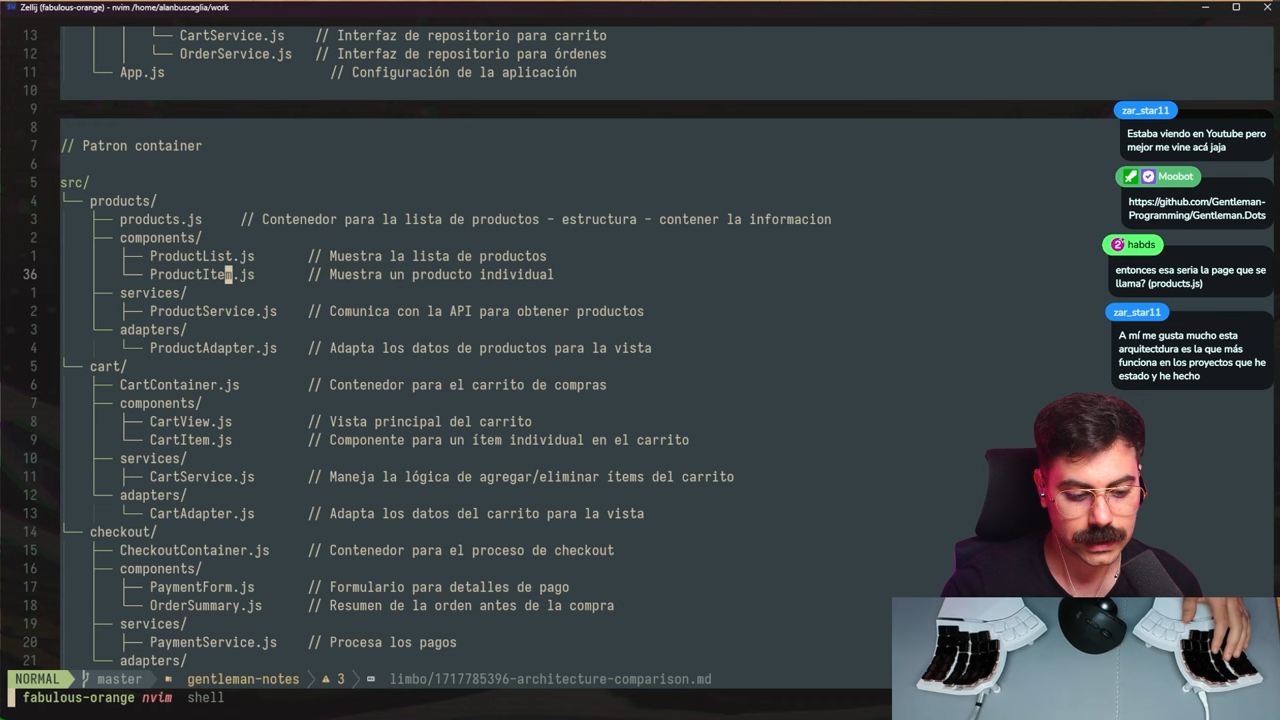 Zellij (fabulous-orange) - nvim /home/alanbuscaglia/work
13 │ │ └── CartService.js // Interfaz de repositorio para carrito
12 │ └── OrderService.js // Interfaz de repositorio para órdenes
11 └── App.js // Configuración de la aplicación
10
9
8
7 // Patron container
6
5 src/
4 └── products/
3 ├── products.js // Contenedor para la lista de productos - estructura - contener la informacion
2 ├── components/
1 ├── ProductList.js // Muestra la lista de productos
36 └── ProductItem.js // Muestra un producto individual
1 ├── services/
2 ├── ProductService.js // Comunica con la API para obtener productos
3 └── adapters/
4 └── ProductAdapter.js // Adapta los datos de productos para la vista
5 └── cart/
6 ├── CartContainer.js // Contenedor para el carrito de compras
7 ├── components/
8 ├── CartView.js // Vista principal del carrito
9 └── CartItem.js // Componente para un ítem individual en el carrito
10 ├── services/
11 ├── CartService.js // Maneja la lógica de agregar/eliminar ítems del carrito
12 └── adapters/
13 └── CartAdapter.js // Adapta los datos del carrito para la vista
14 └── checkout/
15 ├── CheckoutContainer.js // Contenedor para el proceso de checkout
16 ├── components/
17 ├── PaymentForm.js // Formulario para detalles de pago
18 └── OrderSummary.js // Resumen de la orden antes de la compra
19 ├── services/
20 ├── PaymentService.js // Procesa los pagos
21 └── adapters/
NORMAL master gentleman-notes 3 limbo/1717785396-architecture-comparison.md
fabulous-orange nvim shell
zar_star11
Estaba viendo en Youtube pero
mejor me vine acá jaja
Moobot
https://github.com/Gentleman-
Programming/Gentleman.Dots
2 habds
entonces esa seria la page que se
llama? (products.js)
zar_star11
A mí me gusta mucho esta
arquitectdura es la que más
funciona en los proyectos que he
estado y he hecho